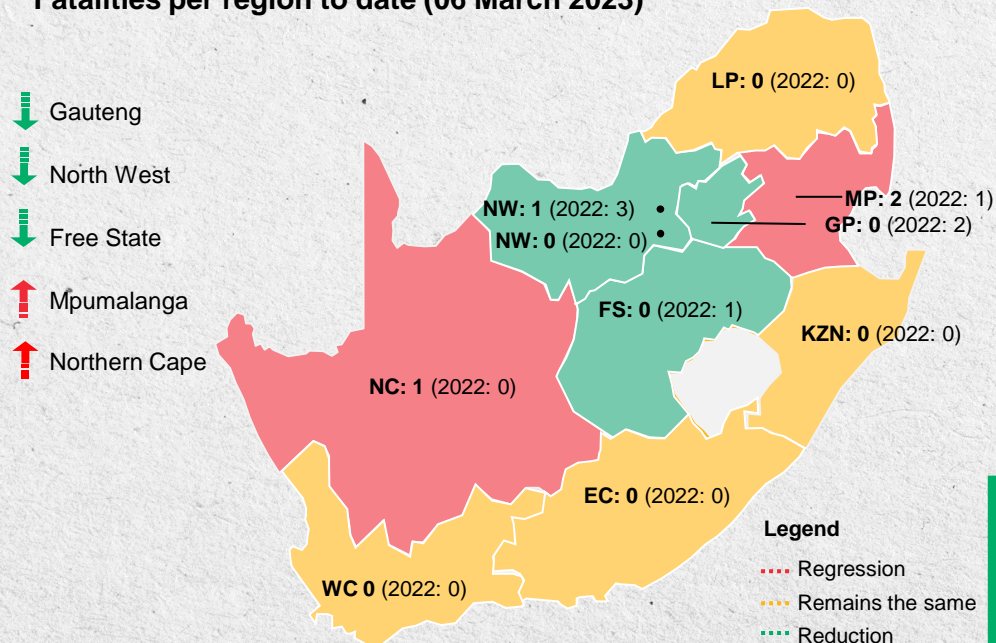 Fatalities per region to date (06 March 2023)
Gauteng
North West
Free State
Mpumalanga
Northern Cape
LP: 0 (2022: 0)
MP: 2 (2022: 1)
NW: 1 (2022: 3)
GP: 0 (2022: 2)
NW: 0 (2022: 0)
FS: 0 (2022: 1)
KZN: 0 (2022: 0)
NC: 1 (2022: 0)
EC: 0 (2022: 0)
WC 0 (2022: 0)
Legend
Regression
Remains the same
Reduction